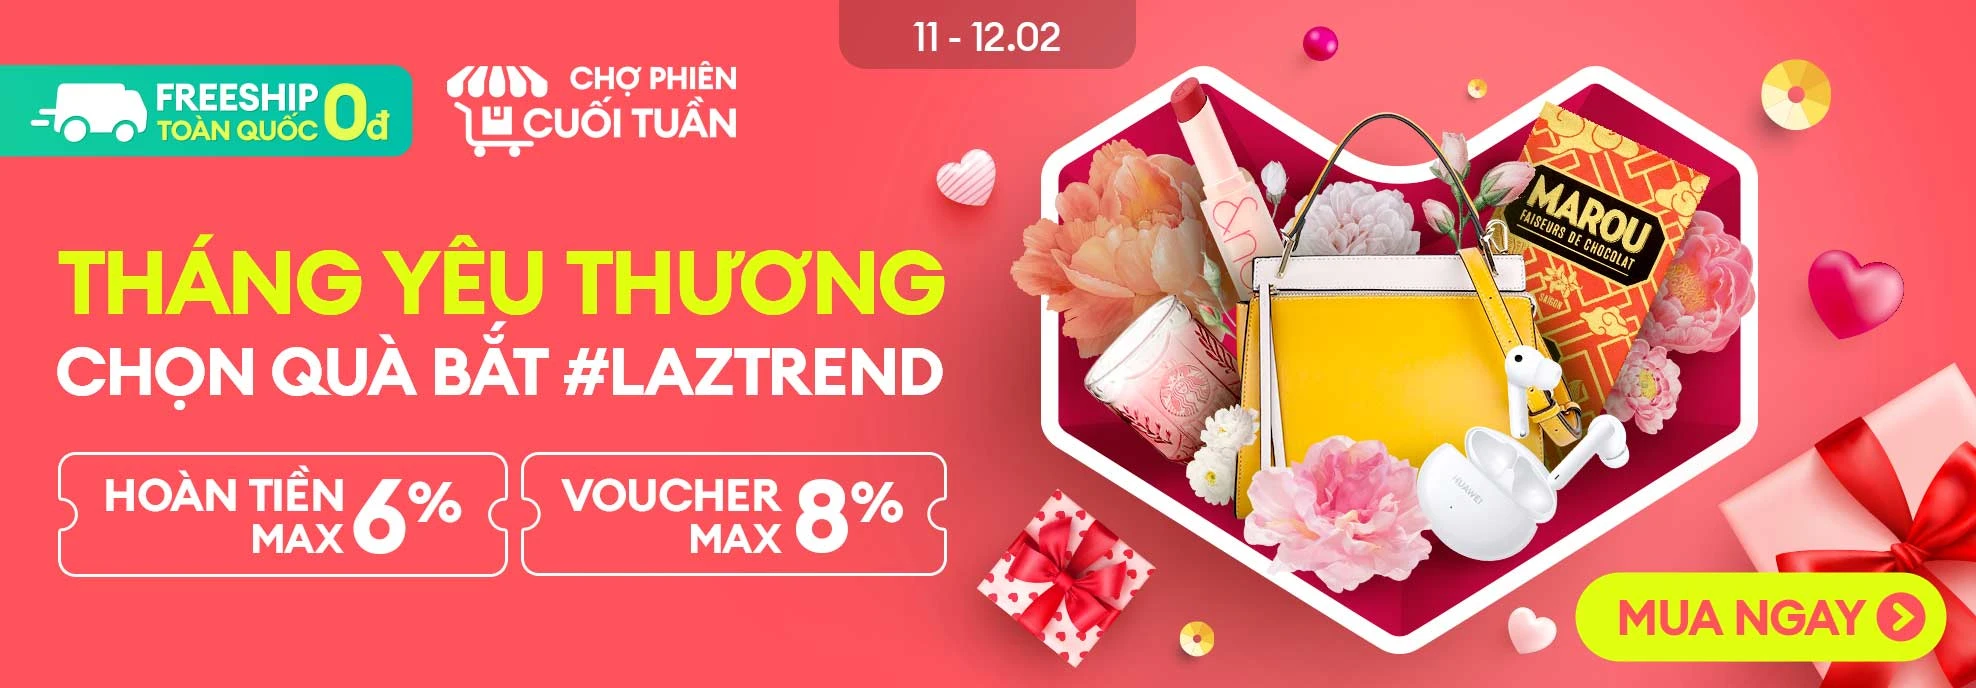 11 - 12.02
FREESHIP
TOÀN QUỐC 0đ
CHỢ PHIÊN
CUỐI TUẦN
THÁNG YÊU THƯƠNG
CHỌN QUÀ BẮT #LAZTREND
HOÀN TIỀN
MAX 6%
VOUCHER
MAX 8%
MAROU
FAISEURS DE CHOCOLAT
SAIGON
HUAWEI
MUA NGAY